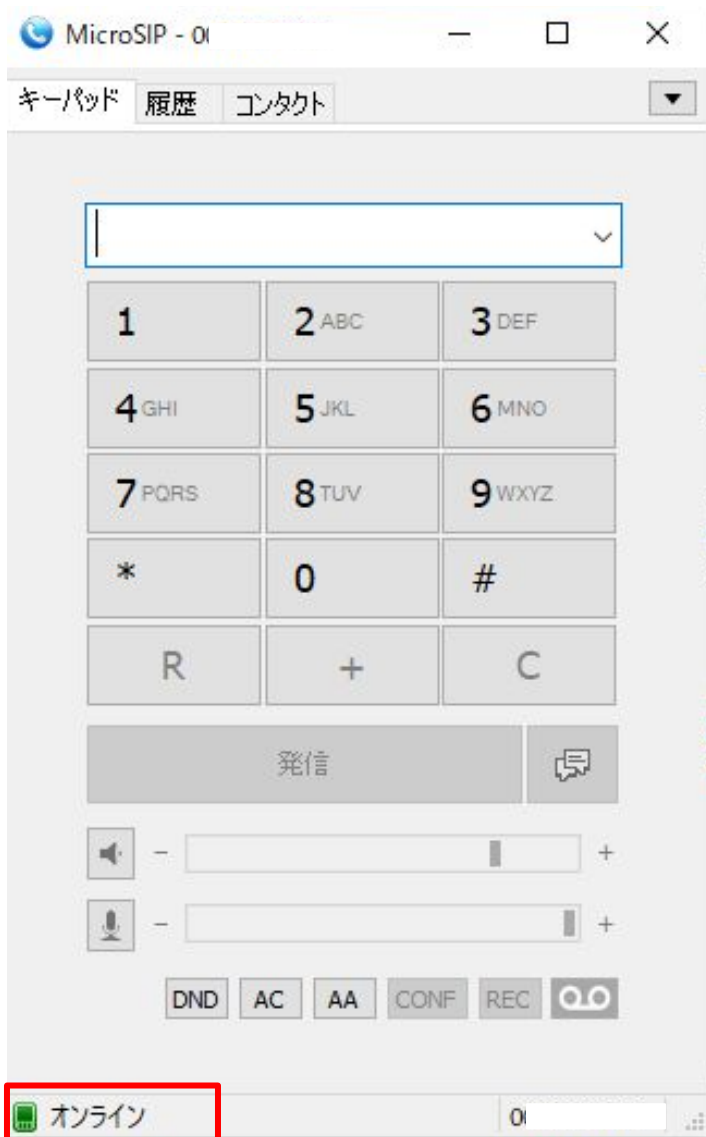 MicroSIP - 0
キーパッド 履歴 コンタクト
1 2 ABC 3 DEF
4 GHI 5 JKL 6 MNO
7 PQRS 8 TUV 9 WXYZ
* 0 #
R + C
発信
- +
- +
DND AC AA CONF REC
オンライン 0